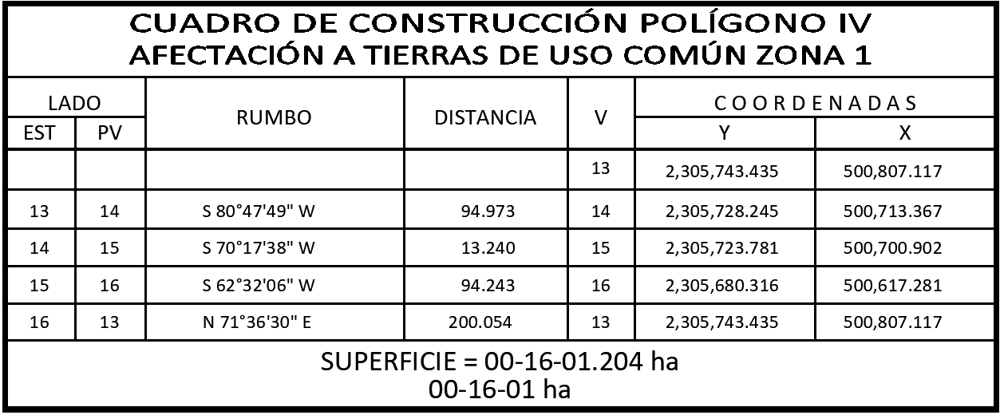 CUADRO DE CONSTRUCCIÓN POLÍGONO IV
AFECTACIÓN A TIERRAS DE USO COMÚN ZONA 1
LADO RUMBO DISTANCIA V C O O R D E N A D A S
EST PV Y X
13 2,305,743.435 500,807.117
13 14 S 80°47'49" W 94.973 14 2,305,728.245 500,713.367
14 15 S 70°17'38" W 13.240 15 2,305,723.781 500,700.902
15 16 S 62°32'06" W 94.243 16 2,305,680.316 500,617.281
16 13 N 71°36'30" E 200.054 13 2,305,743.435 500,807.117
SUPERFICIE = 00-16-01.204 ha
00-16-01 ha